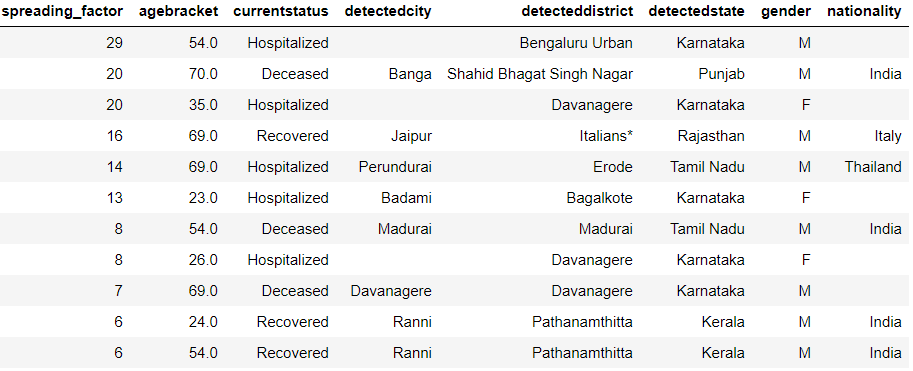 spreading_factor agebracket currentstatus detectedcity detecteddistrict detectedstate gender nationality
29 54.0 Hospitalized Bengaluru Urban Karnataka M
20 70.0 Deceased Banga Shahid Bhagat Singh Nagar Punjab M India
20 35.0 Hospitalized Davanagere Karnataka F
16 69.0 Recovered Jaipur Italians* Rajasthan M Italy
14 69.0 Hospitalized Perundurai Erode Tamil Nadu M Thailand
13 23.0 Hospitalized Badami Bagalkote Karnataka F
8 54.0 Deceased Madurai Madurai Tamil Nadu M India
8 26.0 Hospitalized Davanagere Karnataka F
7 69.0 Deceased Davanagere Davanagere Karnataka M
6 24.0 Recovered Ranni Pathanamthitta Kerala M India
6 54.0 Recovered Ranni Pathanamthitta Kerala M India